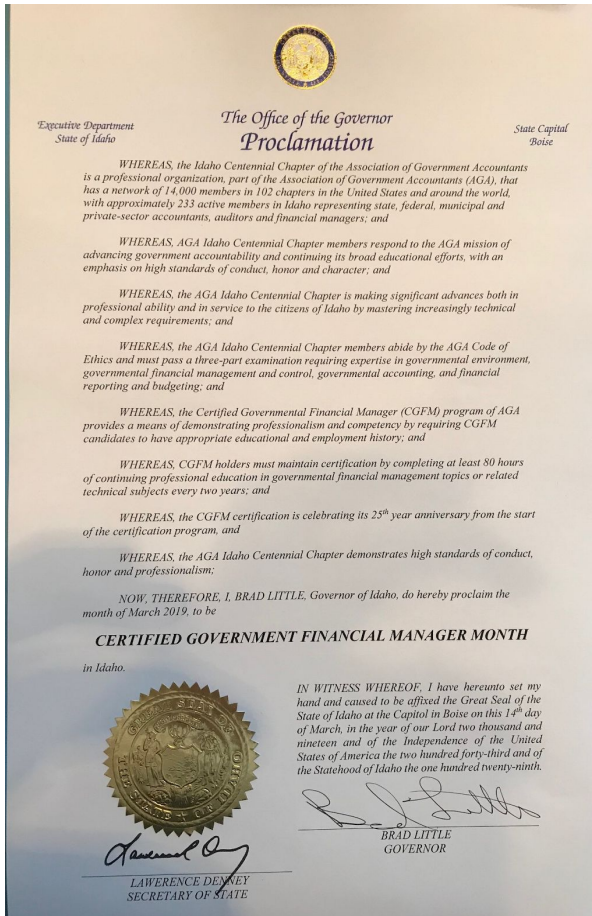 The Office of the Governor
Proclamation
Executive Department
State of Idaho
State Capital
Boise
WHEREAS, the Idaho Centennial Chapter of the Association of Government Accountants
is a professional organization, part of the Association of Government Accountants (AGA), that
has a network of 14,000 members in 102 chapters in the United States and around the world,
with approximately 233 active members in Idaho representing state, federal, municipal and
private-sector accountants, auditors and financial managers; and
WHEREAS, AGA Idaho Centennial Chapter members respond to the AGA mission of
advancing government accountability and continuing its broad educational efforts, with an
emphasis on high standards of conduct, honor and character; and
WHEREAS, the AGA Idaho Centennial Chapter is making significant advances both in
professional ability and in service to the citizens of Idaho by mastering increasingly technical
and complex requirements; and
WHEREAS, the AGA Idaho Centennial Chapter members abide by the AGA Code of
Ethics and must pass a three-part examination requiring expertise in governmental environment,
governmental financial management and control, governmental accounting, and financial
reporting and budgeting; and
WHEREAS, the Certified Governmental Financial Manager (CGFM) program of AGA
provides a means of demonstrating professionalism and competency by requiring CGFM
candidates to have appropriate educational and employment history; and
WHEREAS, CGFM holders must maintain certification by completing at least 80 hours
of continuing professional education in governmental financial management topics or related
technical subjects every two years; and
WHEREAS, the CGFM certification is celebrating its 25th year anniversary from the start
of the certification program, and
WHEREAS, the AGA Idaho Centennial Chapter demonstrates high standards of conduct,
honor and professionalism;
NOW, THEREFORE, I, BRAD LITTLE, Governor of Idaho, do hereby proclaim the
month of March 2019, to be
CERTIFIED GOVERNMENT FINANCIAL MANAGER MONTH
in Idaho.
IN WITNESS WHEREOF, I have hereunto set my
hand and caused to be affixed the Great Seal of the
State of Idaho at the Capitol in Boise on this 14th day
of March, in the year of our Lord two thousand and
nineteen and of the Independence of the United
States of America the two hundred forty-third and of
the Statehood of Idaho the one hundred twenty-ninth.
GREAT SEAL OF
THE STATE OF IDAHO
BRAD LITTLE
GOVERNOR
LAWERENCE DENNEY
SECRETARY OF STATE